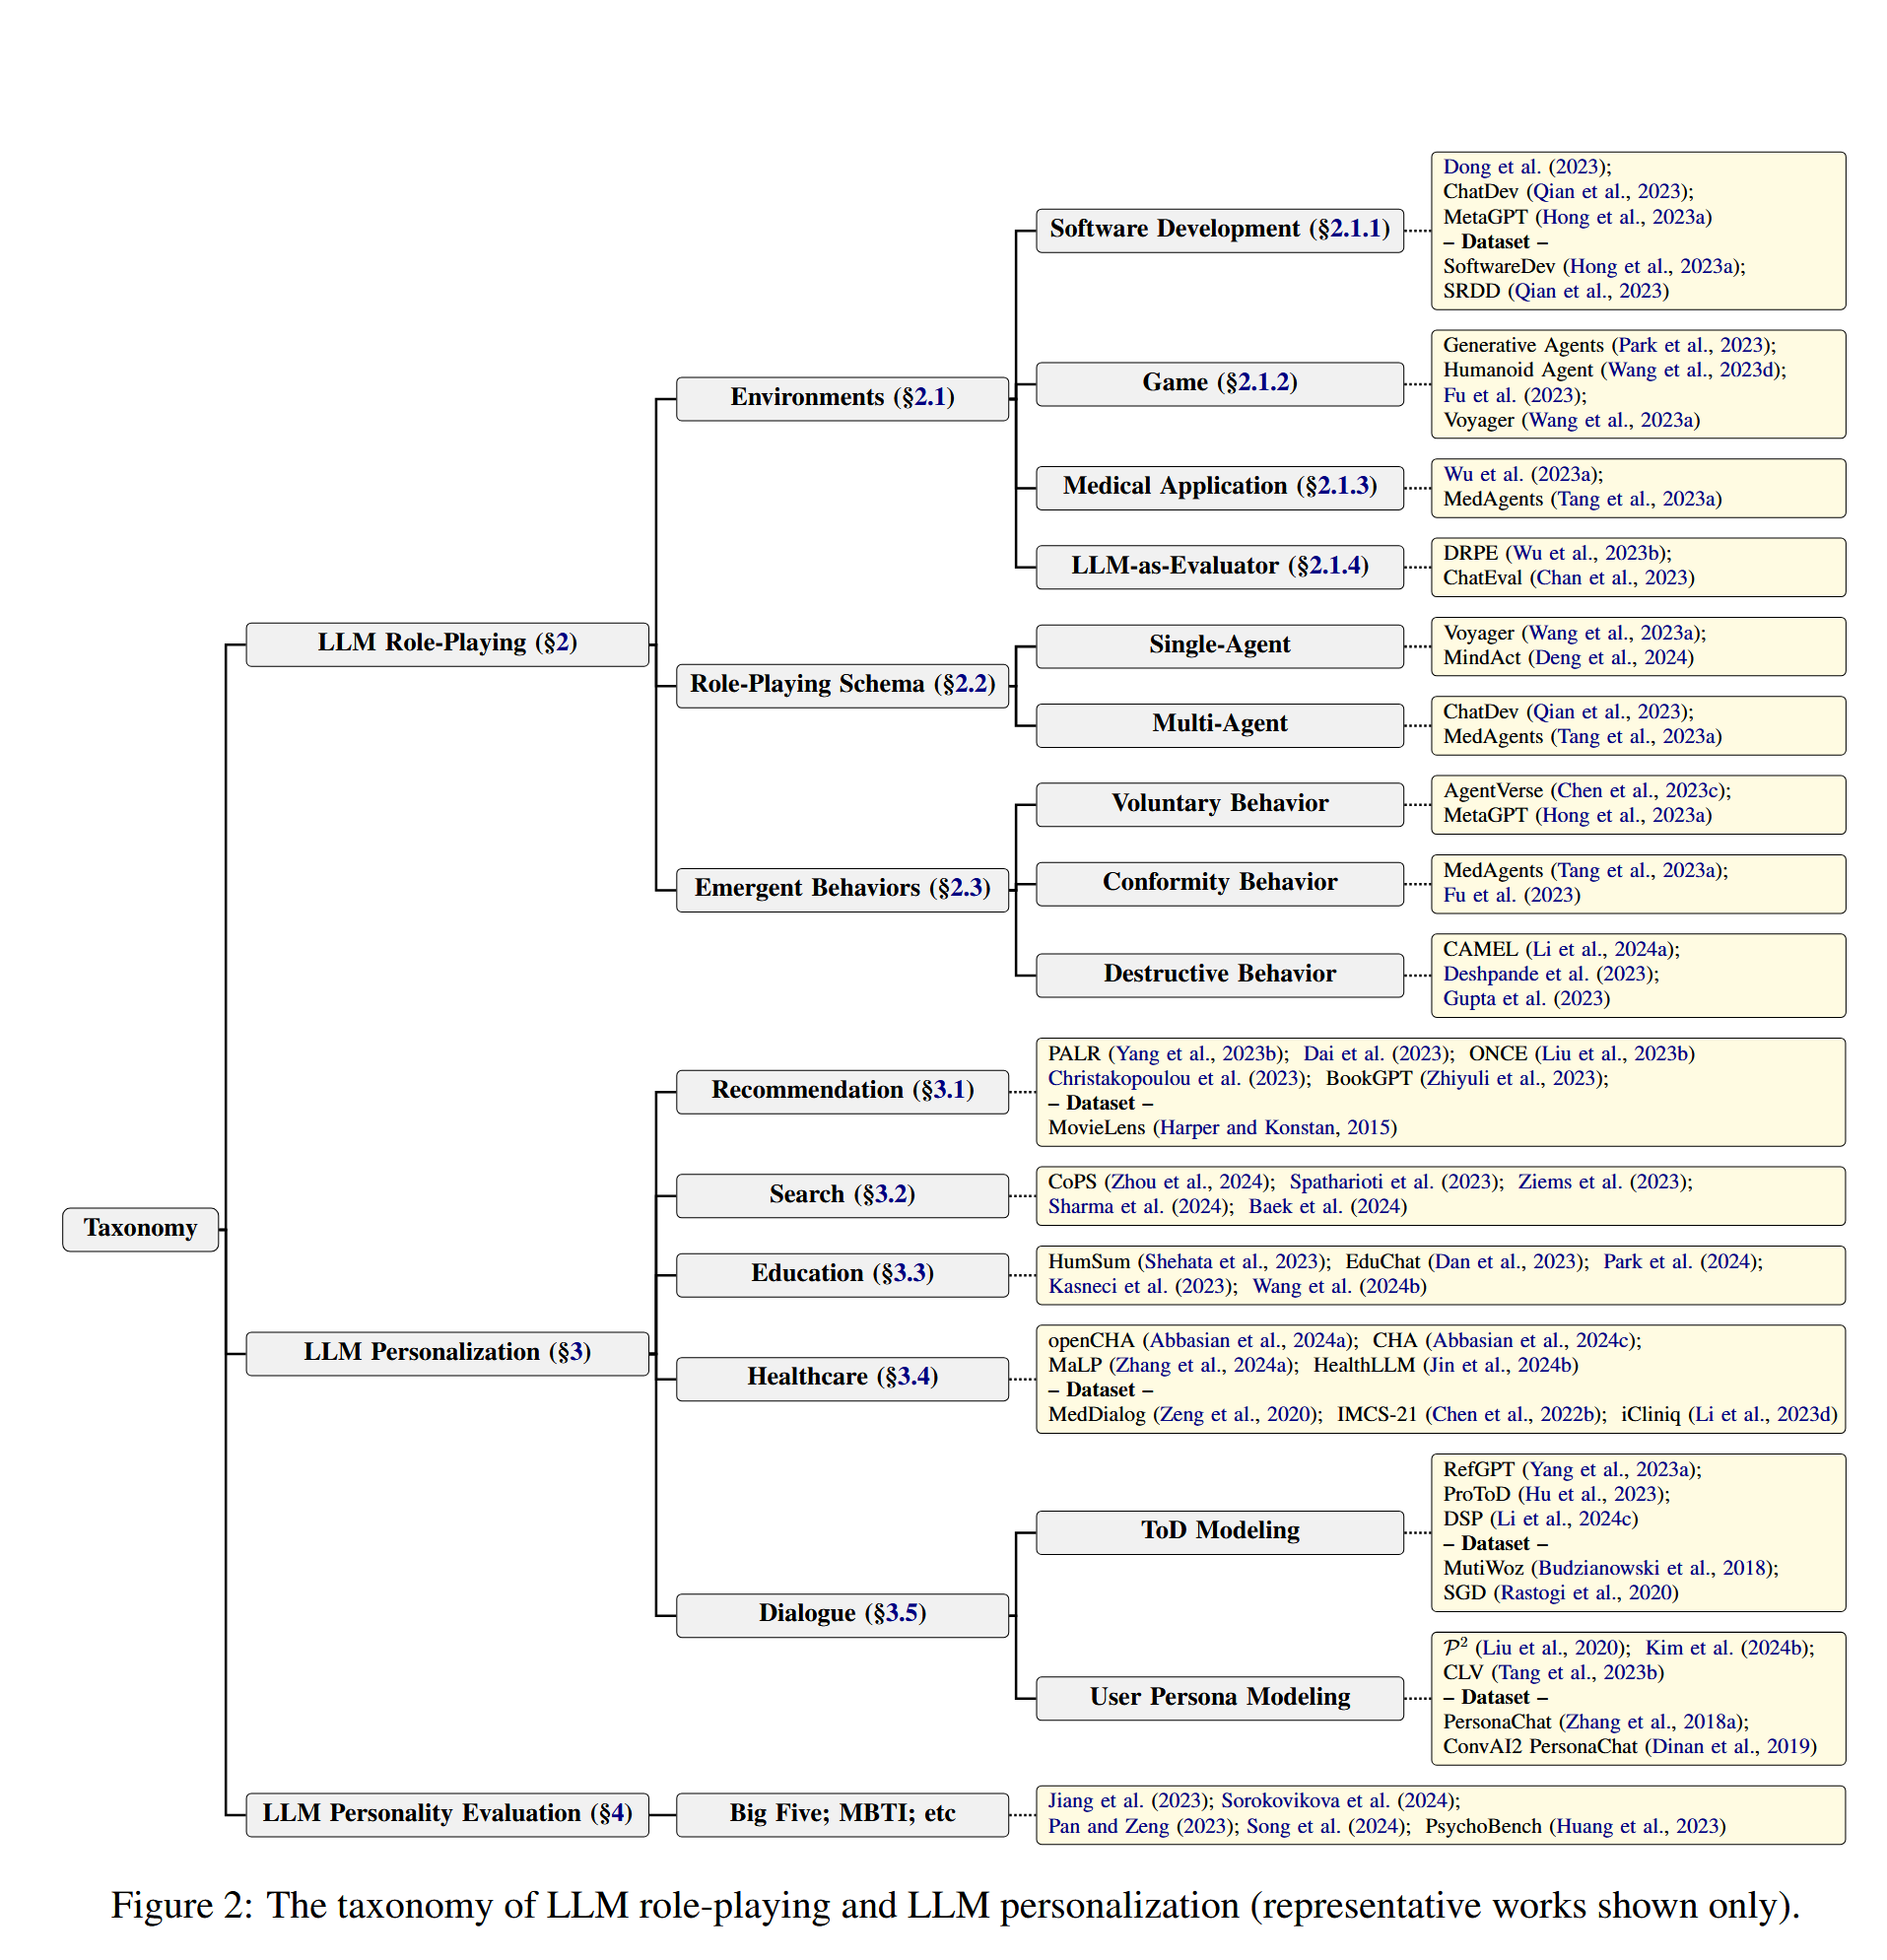 Taxonomy
LLM Role-Playing (§2)
Environments (§2.1)
Software Development (§2.1.1)
Dong et al. (2023);
ChatDev (Qian et al., 2023);
MetaGPT (Hong et al., 2023a)
– Dataset –
SoftwareDev (Hong et al., 2023a);
SRDD (Qian et al., 2023)
Game (§2.1.2)
Generative Agents (Park et al., 2023);
Humanoid Agent (Wang et al., 2023d);
Fu et al. (2023);
Voyager (Wang et al., 2023a)
Medical Application (§2.1.3)
Wu et al. (2023a);
MedAgents (Tang et al., 2023a)
LLM-as-Evaluator (§2.1.4)
DRPE (Wu et al., 2023b);
ChatEval (Chan et al., 2023)
Role-Playing Schema (§2.2)
Single-Agent
Voyager (Wang et al., 2023a);
MindAct (Deng et al., 2024)
Multi-Agent
ChatDev (Qian et al., 2023);
MedAgents (Tang et al., 2023a)
Emergent Behaviors (§2.3)
Voluntary Behavior
AgentVerse (Chen et al., 2023c);
MetaGPT (Hong et al., 2023a)
Conformity Behavior
MedAgents (Tang et al., 2023a);
Fu et al. (2023)
Destructive Behavior
CAMEL (Li et al., 2024a);
Deshpande et al. (2023);
Gupta et al. (2023)
LLM Personalization (§3)
Recommendation (§3.1)
PALR (Yang et al., 2023b); Dai et al. (2023); ONCE (Liu et al., 2023b)
Christakopoulou et al. (2023); BookGPT (Zhiyuli et al., 2023);
– Dataset –
MovieLens (Harper and Konstan, 2015)
Search (§3.2)
CoPS (Zhou et al., 2024); Spatharioti et al. (2023); Ziems et al. (2023);
Sharma et al. (2024); Baek et al. (2024)
Education (§3.3)
HumSum (Shehata et al., 2023); EduChat (Dan et al., 2023); Park et al. (2024);
Kasneci et al. (2023); Wang et al. (2024b)
Healthcare (§3.4)
openCHA (Abbasian et al., 2024a); CHA (Abbasian et al., 2024c);
MaLP (Zhang et al., 2024a); HealthLLM (Jin et al., 2024b)
– Dataset –
MedDialog (Zeng et al., 2020); IMCS-21 (Chen et al., 2022b); iCliniq (Li et al., 2023d)
Dialogue (§3.5)
ToD Modeling
RefGPT (Yang et al., 2023a);
ProToD (Hu et al., 2023);
DSP (Li et al., 2024c)
– Dataset –
MutiWoz (Budzianowski et al., 2018);
SGD (Rastogi et al., 2020)
User Persona Modeling
𝒫² (Liu et al., 2020); Kim et al. (2024b);
CLV (Tang et al., 2023b)
– Dataset –
PersonaChat (Zhang et al., 2018a);
ConvAI2 PersonaChat (Dinan et al., 2019)
LLM Personality Evaluation (§4)
Big Five; MBTI; etc
Jiang et al. (2023); Sorokovikova et al. (2024);
Pan and Zeng (2023); Song et al. (2024); PsychoBench (Huang et al., 2023)
Figure 2: The taxonomy of LLM role-playing and LLM personalization (representative works shown only).